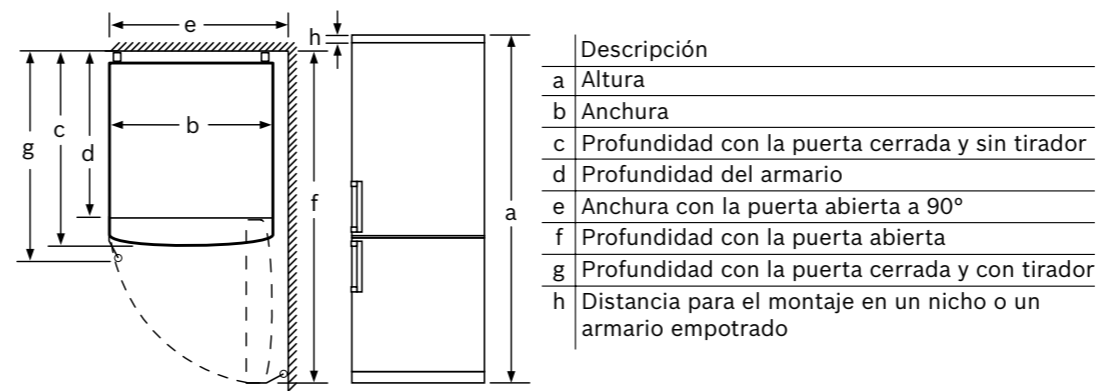 e
h
g
c
d
b
f
a
Descripción
a Altura
b Anchura
c Profundidad con la puerta cerrada y sin tirador
d Profundidad del armario
e Anchura con la puerta abierta a 90°
f Profundidad con la puerta abierta
g Profundidad con la puerta cerrada y con tirador
h Distancia para el montaje en un nicho o un
armario empotrado